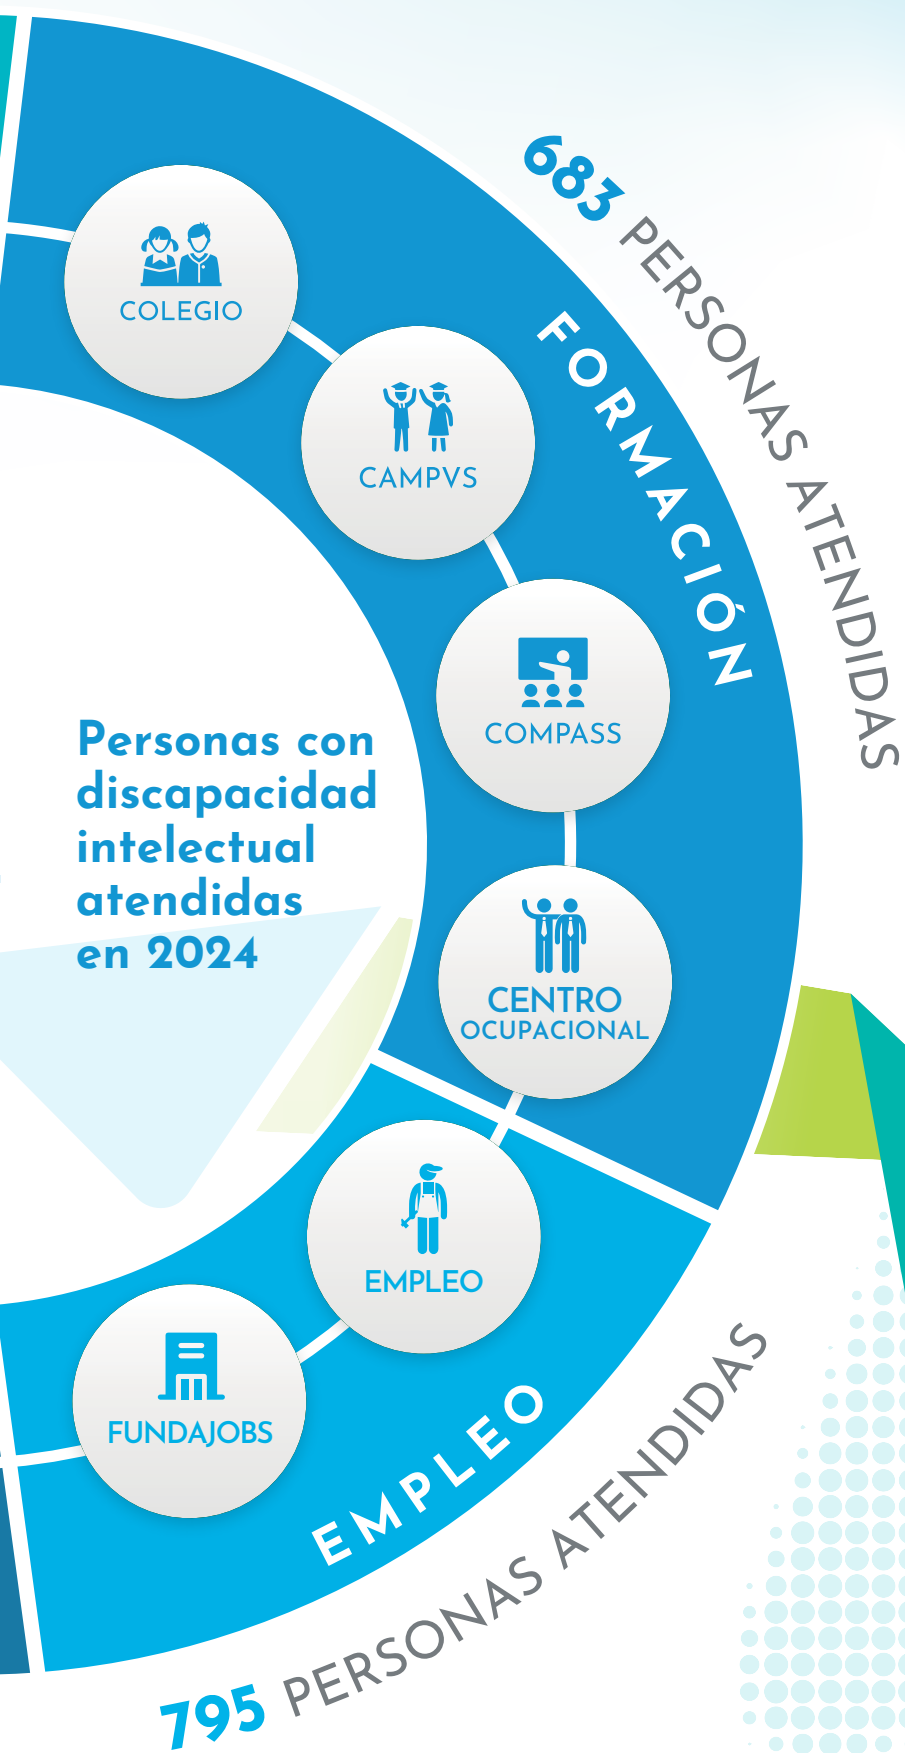 683 PERSONAS ATENDIDAS
FORMACIÓN
COLEGIO
CAMPVS
COMPASS
CENTRO
OCUPACIONAL
Personas con
discapacidad
intelectual
atendidas
en 2024
EMPLEO
FUNDAJOBS
EMPLEO
795 PERSONAS ATENDIDAS